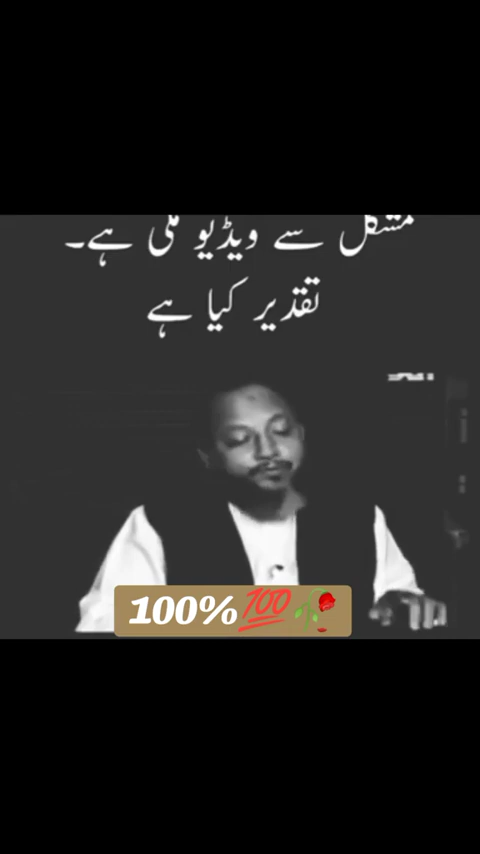 مشکل سے ویڈیو ملی ہے۔
تقدیر کیا ہے
100%💯🥀